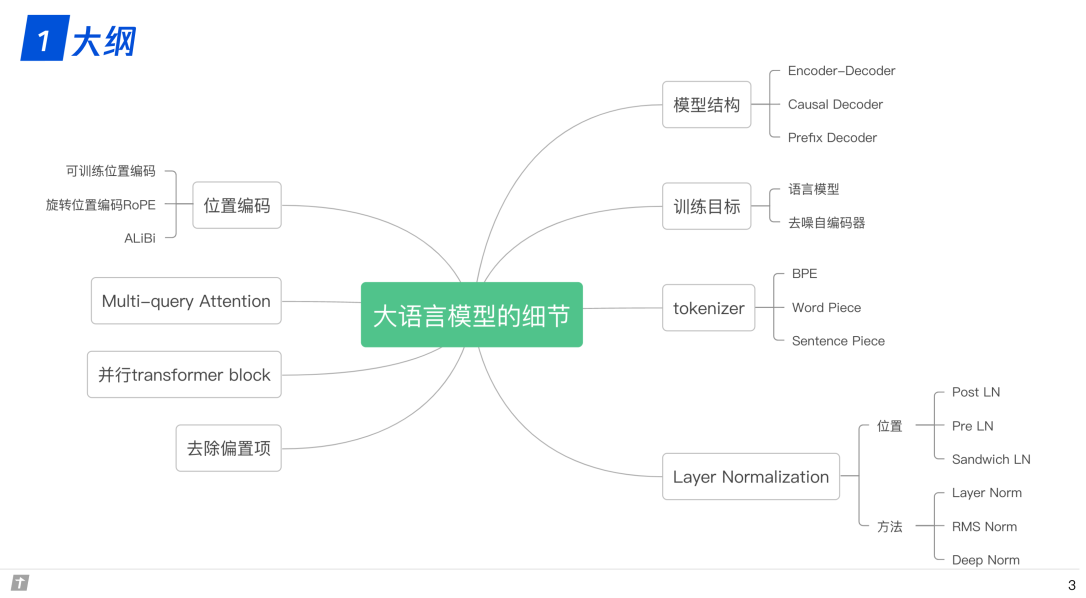 1 大纲
大语言模型的细节
模型结构
Encoder-Decoder
Causal Decoder
Prefix Decoder
训练目标
语言模型
去噪自编码器
tokenizer
BPE
Word Piece
Sentence Piece
Layer Normalization
位置
Post LN
Pre LN
Sandwich LN
方法
Layer Norm
RMS Norm
Deep Norm
位置编码
可训练位置编码
旋转位置编码RoPE
ALiBi
Multi-query Attention
并行transformer block
去除偏置项
3